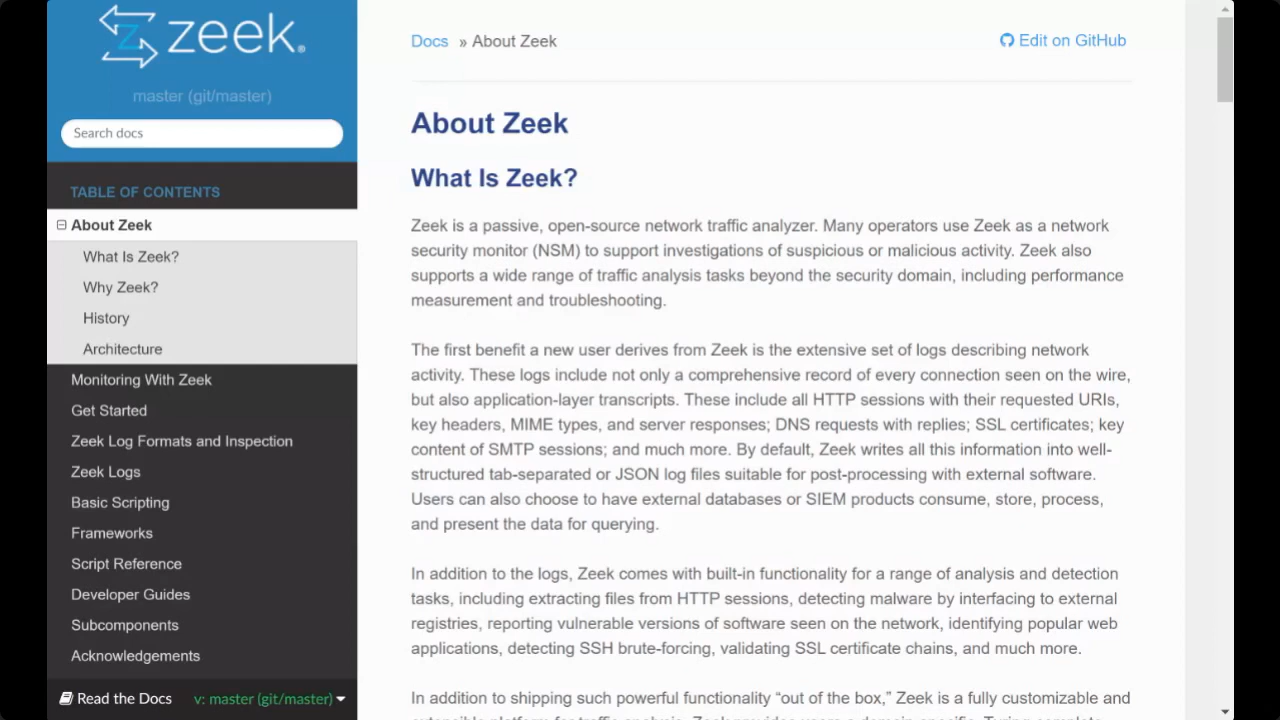 zeek®
master (git/master)
Search docs
TABLE OF CONTENTS
About Zeek
What Is Zeek?
Why Zeek?
History
Architecture
Monitoring With Zeek
Get Started
Zeek Log Formats and Inspection
Zeek Logs
Basic Scripting
Frameworks
Script Reference
Developer Guides
Subcomponents
Acknowledgements
Read the Docs v: master (git/master)
Docs » About Zeek Edit on GitHub
About Zeek
What Is Zeek?
Zeek is a passive, open-source network traffic analyzer. Many operators use Zeek as a network
security monitor (NSM) to support investigations of suspicious or malicious activity. Zeek also
supports a wide range of traffic analysis tasks beyond the security domain, including performance
measurement and troubleshooting.
The first benefit a new user derives from Zeek is the extensive set of logs describing network
activity. These logs include not only a comprehensive record of every connection seen on the wire,
but also application-layer transcripts. These include all HTTP sessions with their requested URIs,
key headers, MIME types, and server responses; DNS requests with replies; SSL certificates; key
content of SMTP sessions; and much more. By default, Zeek writes all this information into well-
structured tab-separated or JSON log files suitable for post-processing with external software.
Users can also choose to have external databases or SIEM products consume, store, process,
and present the data for querying.
In addition to the logs, Zeek comes with built-in functionality for a range of analysis and detection
tasks, including extracting files from HTTP sessions, detecting malware by interfacing to external
registries, reporting vulnerable versions of software seen on the network, identifying popular web
applications, detecting SSH brute-forcing, validating SSL certificate chains, and much more.
In addition to shipping such powerful functionality “out of the box,” Zeek is a fully customizable and